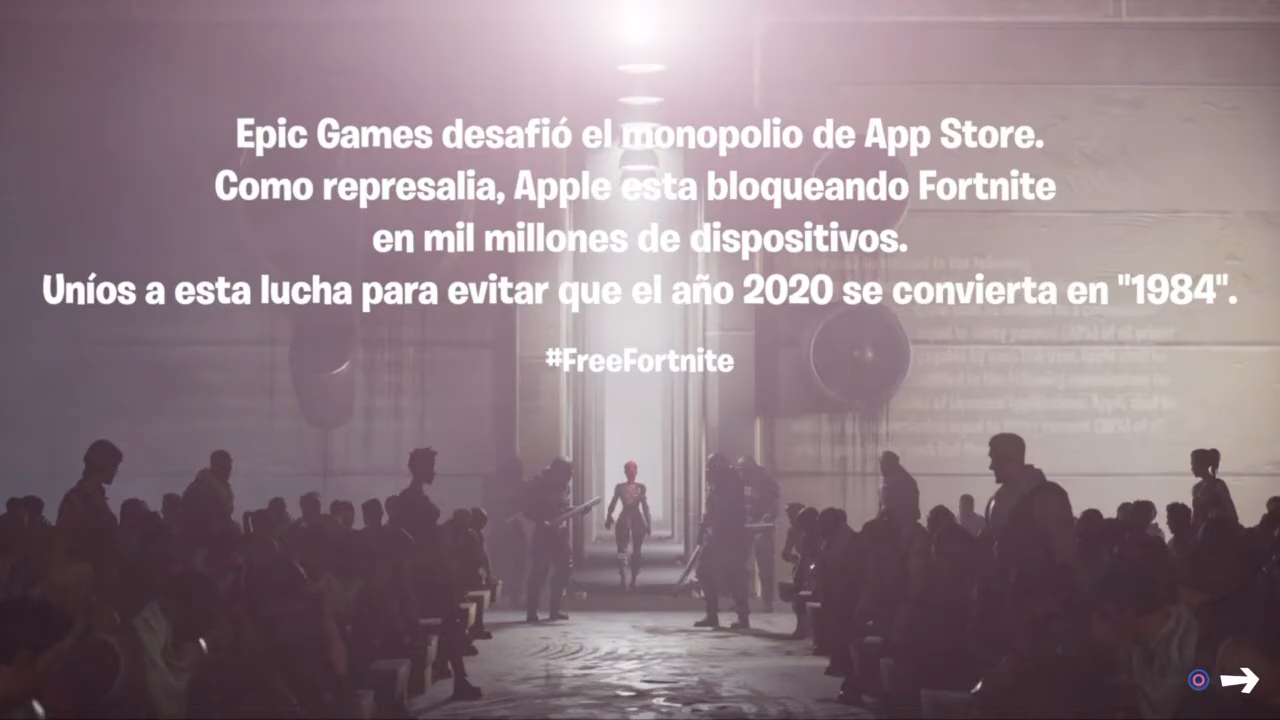 Epic Games desafió el monopolio de App Store.
Como represalia, Apple esta bloqueando Fortnite
en mil millones de dispositivos.
Uníos a esta lucha para evitar que el año 2020 se convierta en "1984".
#FreeFortnite